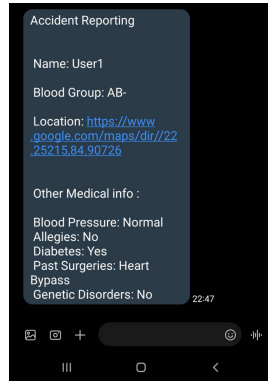 Accident Reporting
Name: User1
Blood Group: AB-
Location: https://www
.google.com/maps/dir//22
.25215,84.90726
Other Medical info :
Blood Pressure: Normal
Allegies: No
Diabetes: Yes
Past Surgeries: Heart
Bypass
Genetic Disorders: No
22:47